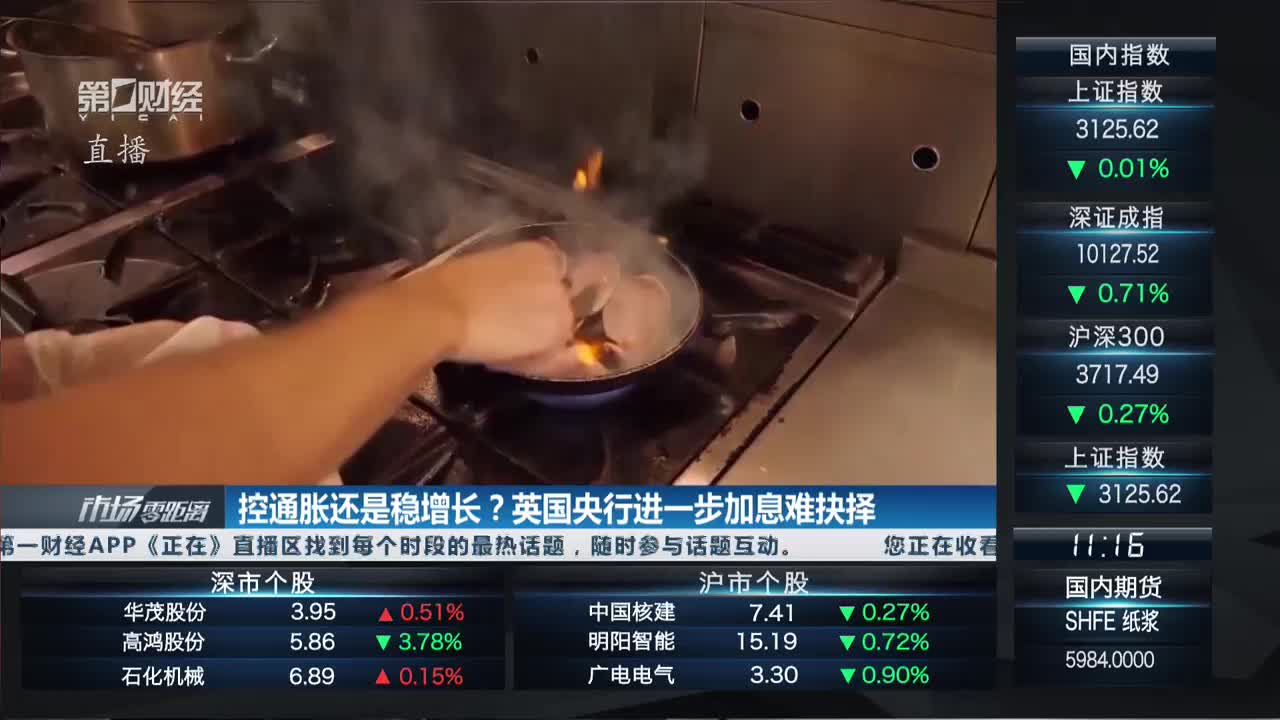 第一财经
YICAI
直播
市场零距离
控通胀还是稳增长?英国央行进一步加息难抉择
第一财经APP《正在》直播区找到每个时段的最热话题,随时参与话题互动。 您正在收看
深市个股
华茂股份 3.95 ▲0.51%
高鸿股份 5.86 ▼3.78%
石化机械 6.89 ▲0.15%
沪市个股
中国核建 7.41 ▼0.27%
明阳智能 15.19 ▼0.72%
广电电气 3.30 ▼0.90%
国内指数
上证指数
3125.62
▼ 0.01%
深证成指
10127.52
▼ 0.71%
沪深300
3717.49
▼ 0.27%
上证指数
▼ 3125.62
11:16
国内期货
SHFE 纸浆
5984.0000